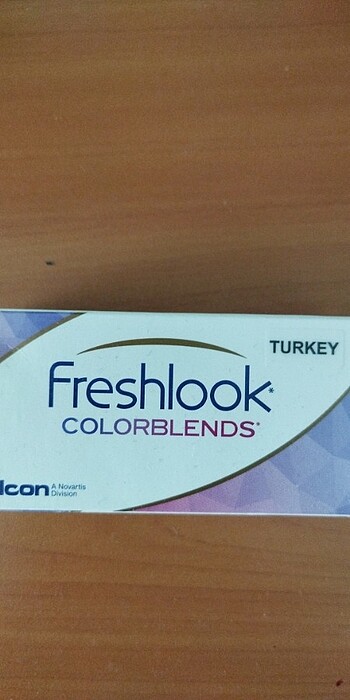 TURKEY
Freshlook*
COLORBLENDS*
lcon A Novartis
Division